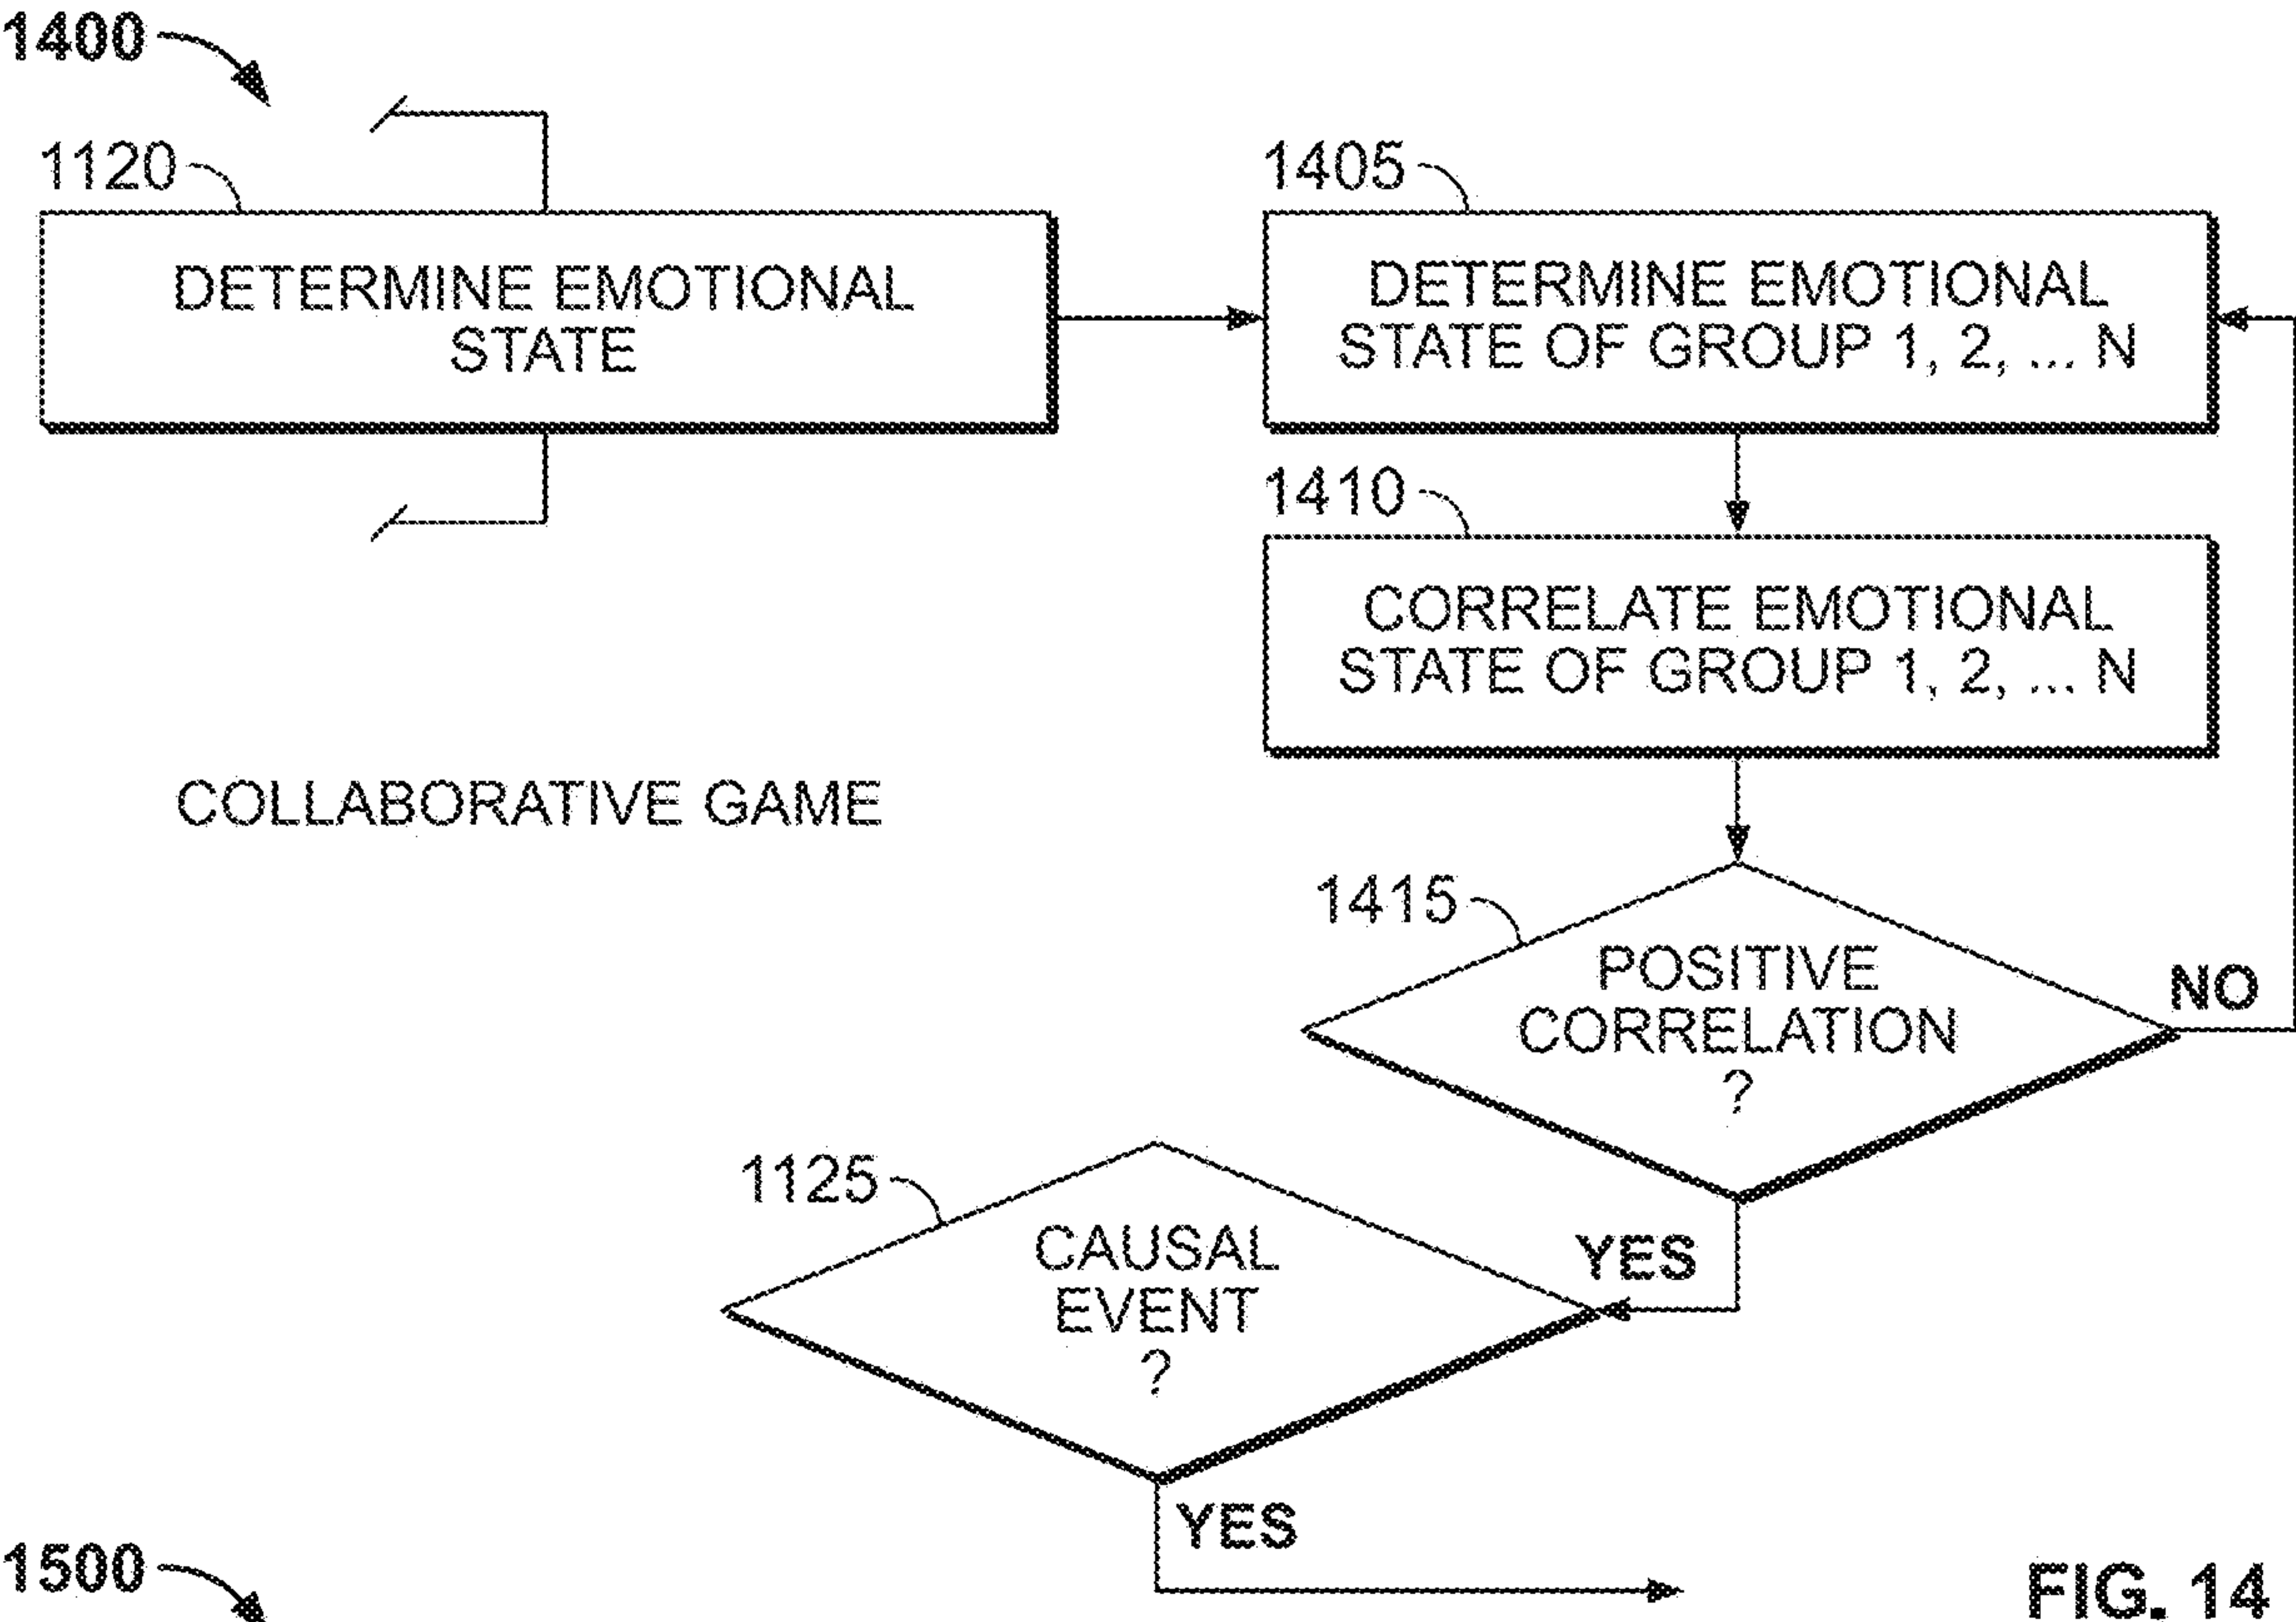 1400
1120
DETERMINE EMOTIONAL
STATE
1405
DETERMINE EMOTIONAL
STATE OF GROUP 1, 2, ... N
1410
CORRELATE EMOTIONAL
STATE OF GROUP 1, 2, ... N
COLLABORATIVE GAME
1415
POSITIVE
CORRELATION
?
NO
YES
1125
CAUSAL
EVENT
?
YES
1500
FIG. 14